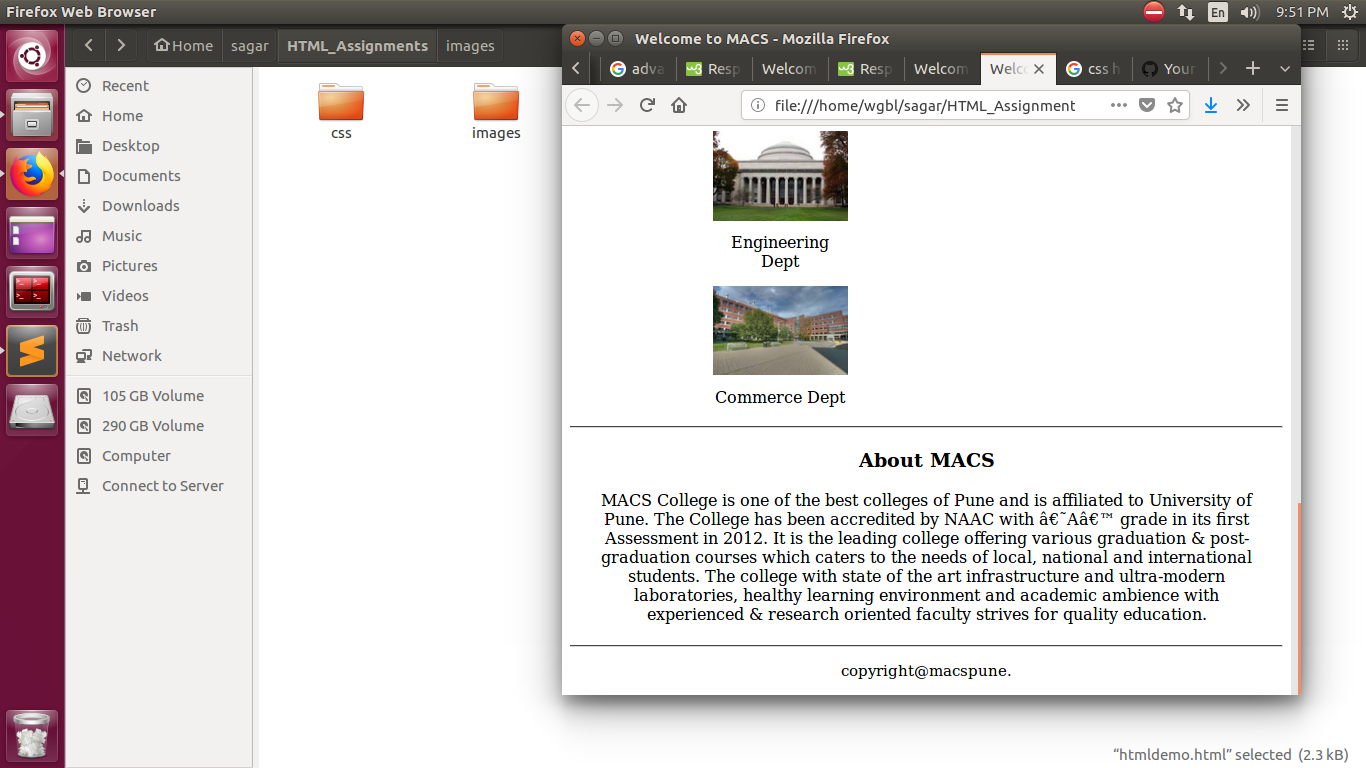 Firefox Web Browser
En
9:51 PM
Home
sagar
HTML_Assignments
images
Recent
Home
Desktop
Documents
Downloads
Music
Pictures
Videos
Trash
Network
105 GB Volume
290 GB Volume
Computer
Connect to Server
css
images
Welcome to MACS - Mozilla Firefox
adva
Resp
Welcom
Resp
Welcom
Welc
css h
Your
file:///home/wgbl/sagar/HTML_Assignment
Engineering
Dept
Commerce Dept
About MACS
MACS College is one of the best colleges of Pune and is affiliated to University of
Pune. The College has been accredited by NAAC with â€˜Aâ€™ grade in its first
Assessment in 2012. It is the leading college offering various graduation & post-
graduation courses which caters to the needs of local, national and international
students. The college with state of the art infrastructure and ultra-modern
laboratories, healthy learning environment and academic ambience with
experienced & research oriented faculty strives for quality education.
copyright@macspune.
“htmldemo.html” selected (2.3 kB)